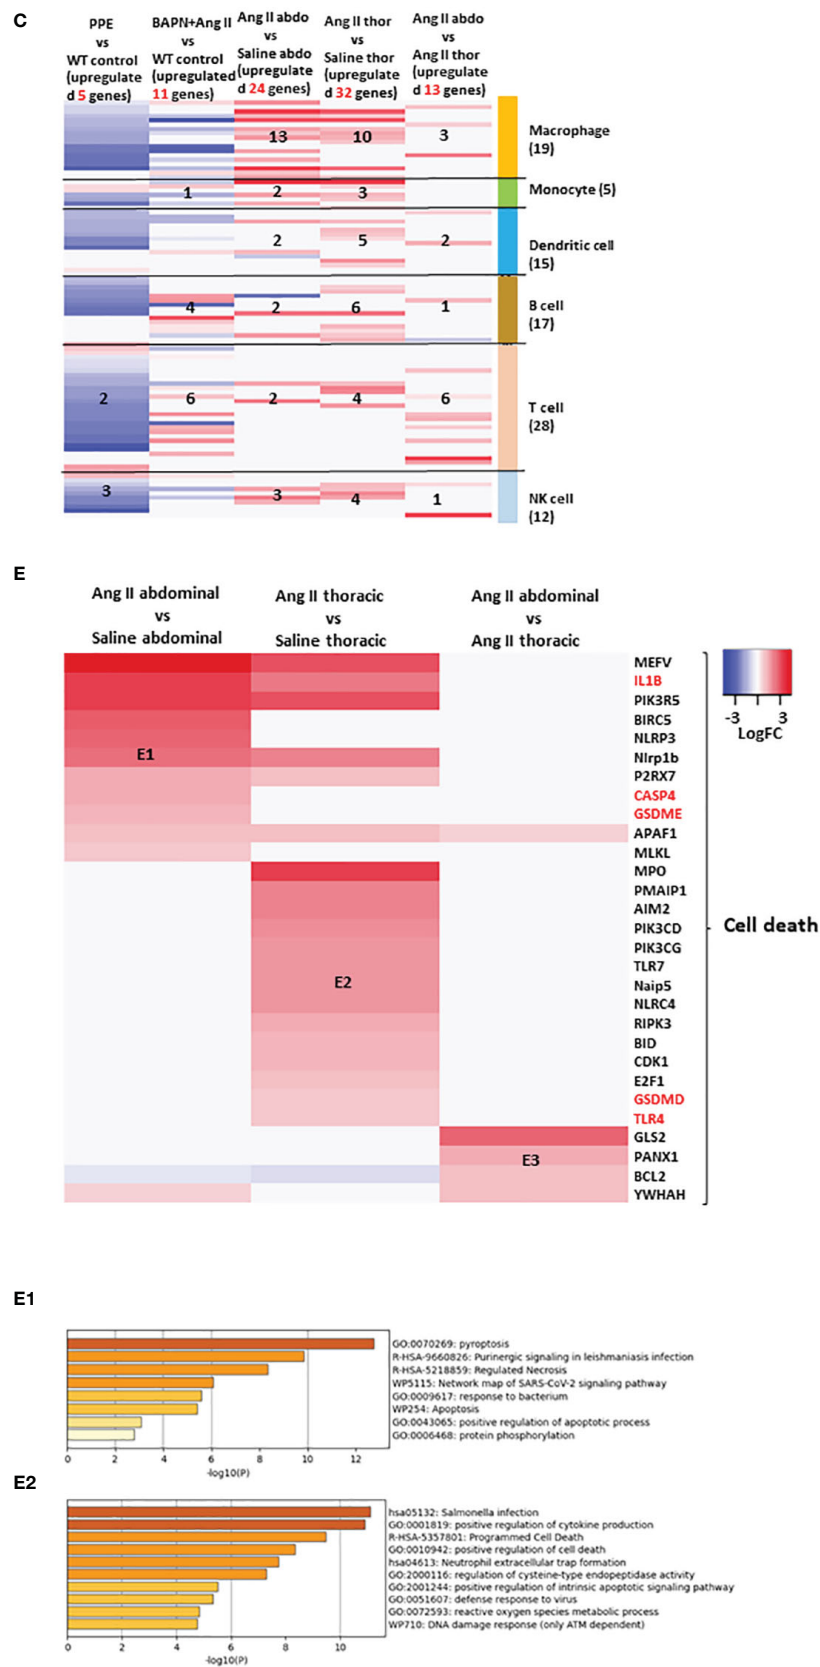 C
PPE
vs
WT control
(upregulate
d 5 genes)
BAPN+Ang II
vs
WT control
(upregulated
11 genes)
Ang II abdo
vs
Saline abdo
(upregulate
d 24 genes)
Ang II thor
vs
Saline thor
(upregulate
d 32 genes)
Ang II abdo
vs
Ang II thor
(upregulate
d 13 genes)
13 10 3
Macrophage
(19)
1 2 3
Monocyte (5)
2 5 2
Dendritic cell
(15)
4 2 6 1
B cell
(17)
2 6 2 4 6
T cell
(28)
3 3 4 1
NK cell
(12)
E
Ang II abdominal
vs
Saline abdominal
Ang II thoracic
vs
Saline thoracic
Ang II abdominal
vs
Ang II thoracic
E1
E2
E3
MEFV
IL1B
PIK3R5
BIRC5
NLRP3
Nlrp1b
P2RX7
CASP4
GSDME
APAF1
MLKL
MPO
PMAIP1
AIM2
PIK3CD
PIK3CG
TLR7
Naip5
NLRC4
RIPK3
BID
CDK1
E2F1
GSDMD
TLR4
GLS2
PANX1
BCL2
YWHAH
Cell death
-3 3
LogFC
E1
GO:0070269: pyroptosis
R-HSA-9660826: Purinergic signaling in leishmaniasis infection
R-HSA-5218859: Regulated Necrosis
WP5115: Network map of SARS-CoV-2 signaling pathway
GO:0009617: response to bacterium
WP254: Apoptosis
GO:0043065: positive regulation of apoptotic process
GO:0006468: protein phosphorylation
0 2 4 6 8 10 12
-log10(P)
E2
hsa05132: Salmonella infection
GO:0001819: positive regulation of cytokine production
R-HSA-5357801: Programmed Cell Death
GO:0010942: positive regulation of cell death
hsa04613: Neutrophil extracellular trap formation
GO:2000116: regulation of cysteine-type endopeptidase activity
GO:2001244: positive regulation of intrinsic apoptotic signaling pathway
GO:0051607: defense response to virus
GO:0072593: reactive oxygen species metabolic process
WP710: DNA damage response (only ATM dependent)
0 2 4 6 8 10
-log10(P)